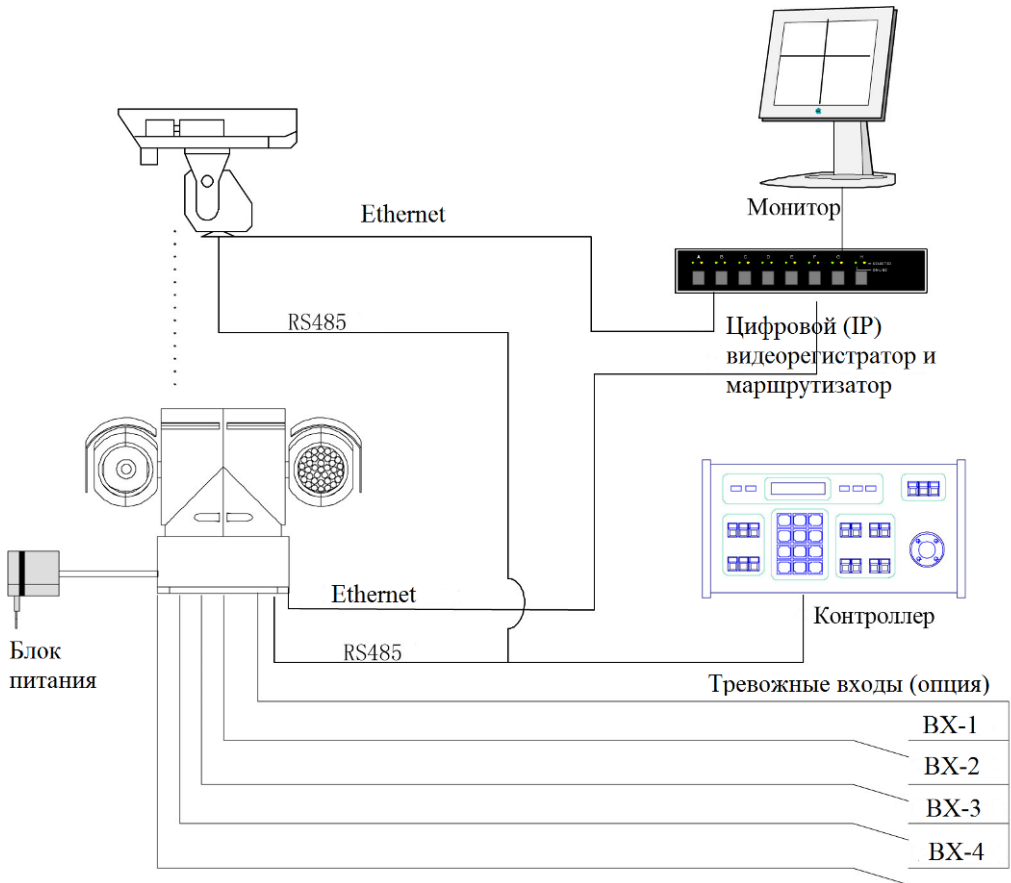 Ethernet
Монитор
A B C D E F G H
RS485
Цифровой (IP)
видеорегистратор и
маршрутизатор
Ethernet
Контроллер
Блок
питания
RS485
Тревожные входы (опция)
ВХ-1
ВХ-2
ВХ-3
ВХ-4